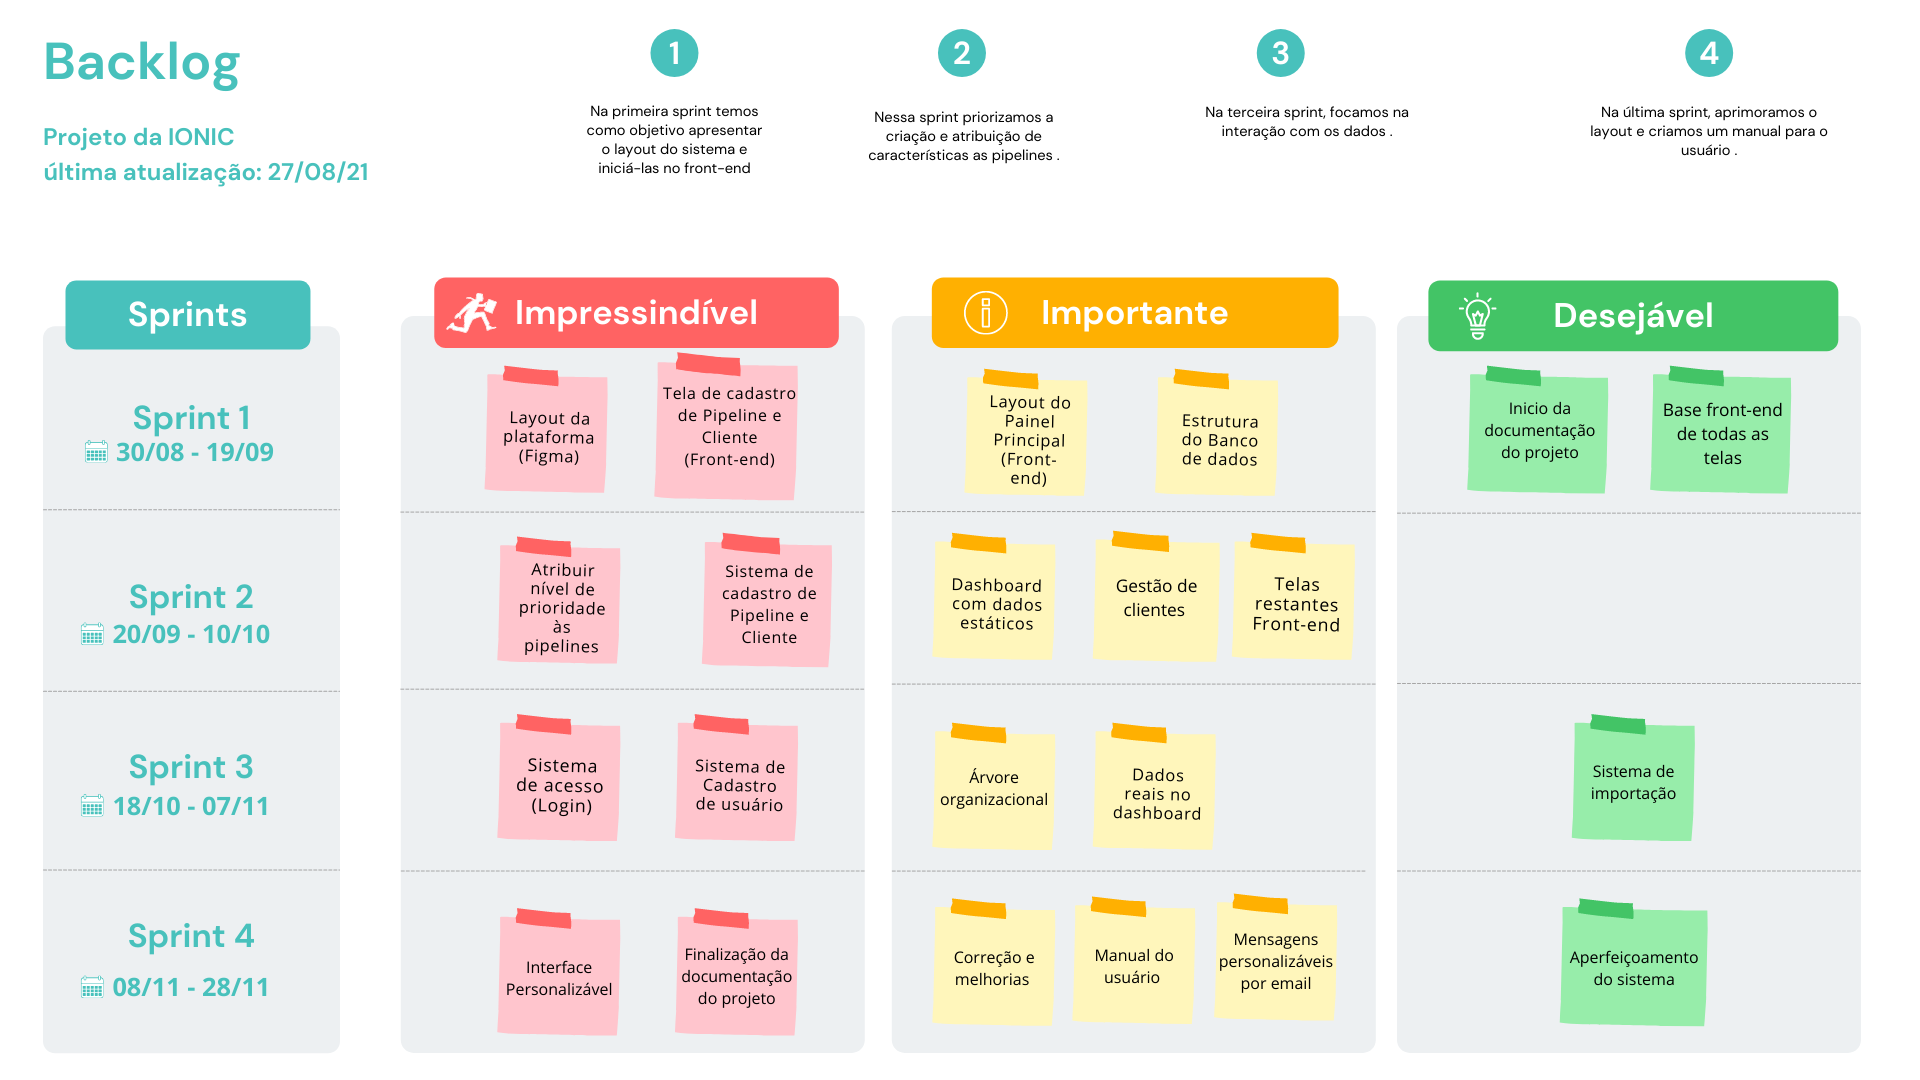 Backlog
Projeto da IONIC
última atualização: 27/08/21
1
Na primeira sprint temos
como objetivo apresentar
o layout do sistema e
iniciá-las no front-end
2
Nessa sprint priorizamos a
criação e atribuição de
características as pipelines .
3
Na terceira sprint, focamos na
interação com os dados .
4
Na última sprint, aprimoramos o
layout e criamos um manual para o
usuário .
Sprints
Impressindível
Importante
Desejável
Sprint 1
30/08 - 19/09
Layout da
plataforma
(Figma)
Tela de cadastro
de Pipeline e
Cliente
(Front-end)
Layout do
Painel
Principal
(Front-
end)
Estrutura
do Banco
de dados
Inicio da
documentação
do projeto
Base front-end
de todas as
telas
Sprint 2
20/09 - 10/10
Atribuir
nível de
prioridade
às
pipelines
Sistema de
cadastro de
Pipeline e
Cliente
Dashboard
com dados
estáticos
Gestão de
clientes
Telas
restantes
Front-end
Sprint 3
18/10 - 07/11
Sistema
de acesso
(Login)
Sistema de
Cadastro
de usuário
Árvore
organizacional
Dados
reais no
dashboard
Sistema de
importação
Sprint 4
08/11 - 28/11
Interface
Personalizável
Finalização da
documentação
do projeto
Correção e
melhorias
Manual do
usuário
Mensagens
personalizáveis
por email
Aperfeiçoamento
do sistema